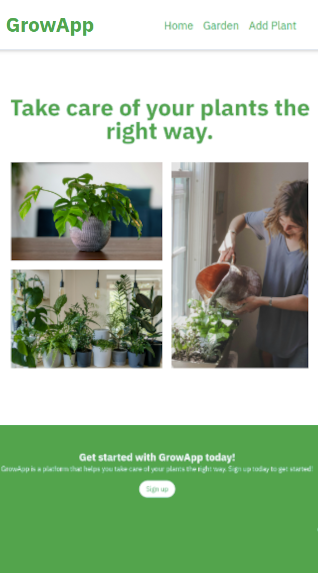 GrowApp
Home Garden Add Plant
Take care of your plants the
right way.
Get started with GrowApp today!
GrowApp is a platform that helps you take care of your plants the right way. Sign up today to get started!
Sign up